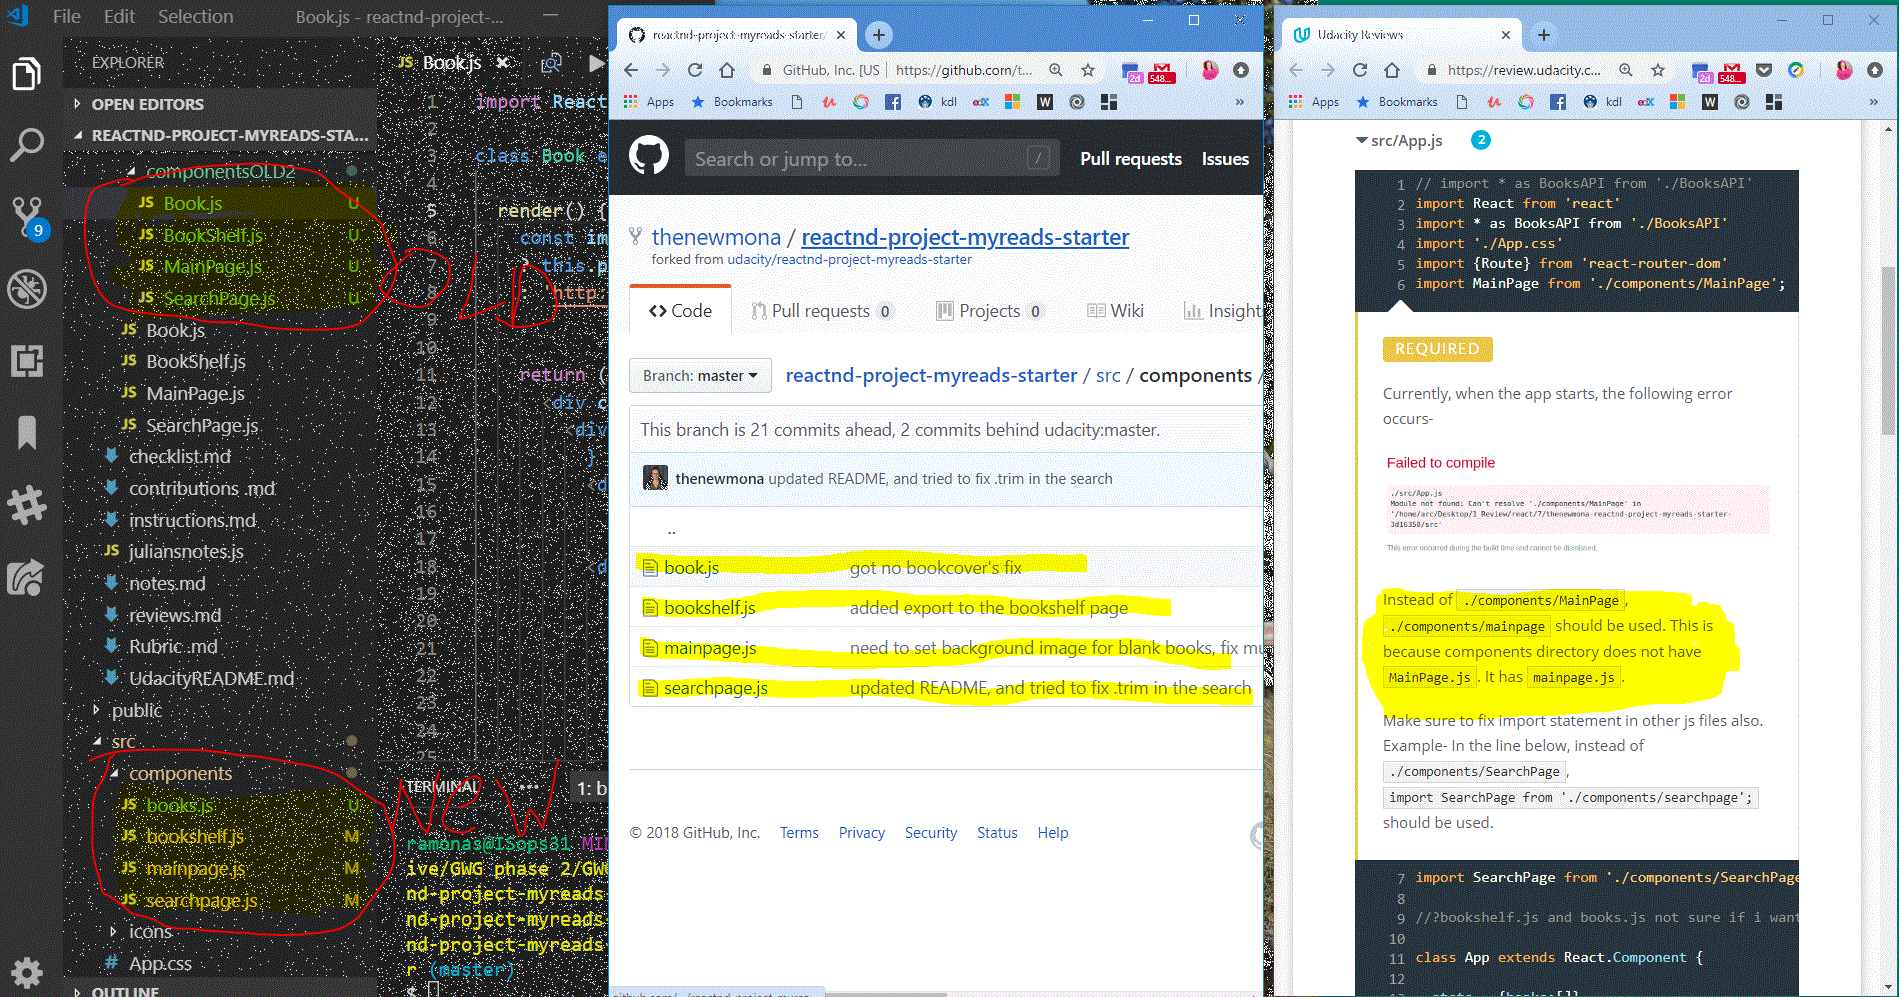 File Edit Selection Book.js - reactnd-project-...
EXPLORER
OPEN EDITORS
REACTND-PROJECT-MYREADS-STA...
componentsOLD2
JS Book.js U
JS BookShelf.js U
JS MainPage.js U
JS SearchPage.js U
JS Book.js
JS BookShelf.js
JS MainPage.js
JS SearchPage.js
checklist.md
contributions .md
instructions.md
JS juliansnotes.js
notes.md
reviews.md
Rubric .md
UdacityREADME.md
public
src
components
JS books.js U
JS bookshelf.js M
JS mainpage.js M
JS searchpage.js M
icons
# App.css
OUTLINE
9
JS Book.js
1 import React
2
3 class Book e
4
5 render() {
6 const im
7 ? this.p
8 : 'http
9
10
11 return (
12 <div c
13 <div
14 }
15 <d
16
17
18 <d
19
20
21
22
23
24
25
TERMINAL ... 1: b
NEW
ramonas@ISops31 MI
ive/GWG phase 2/GW
nd-project-myreads
nd-project-myreads
nd-project-myreads
r (master)
$
reactnd-project-myreads-starter/
GitHub, Inc. [US] https://github.com/t...
2d 548...
Apps Bookmarks kdl edX W »
Search or jump to... /
Pull requests Issues
thenewmona / reactnd-project-myreads-starter
forked from udacity/reactnd-project-myreads-starter
<> Code Pull requests 0 Projects 0 Wiki Insight
Branch: master reactnd-project-myreads-starter / src / components /
This branch is 21 commits ahead, 2 commits behind udacity:master.
thenewmona updated README, and tried to fix .trim in the search
..
book.js got no bookcover's fix
bookshelf.js added export to the bookshelf page
mainpage.js need to set background image for blank books, fix mu
searchpage.js updated README, and tried to fix .trim in the search
© 2018 GitHub, Inc. Terms Privacy Security Status Help
Udacity Reviews
https://review.udacity.c...
2d 548...
Apps Bookmarks kdl edX W »
src/App.js 2
1 // import * as BooksAPI from './BooksAPI'
2 import React from 'react'
3 import * as BooksAPI from './BooksAPI'
4 import './App.css'
5 import {Route} from 'react-router-dom'
6 import MainPage from './components/MainPage';
REQUIRED
Currently, when the app starts, the following error
occurs-
Failed to compile
./src/App.js
Module not found: Can't resolve './components/MainPage' in
'/home/arc/Desktop/1_Review/react/7/thenewmona-reactnd-project-myreads-starter-
3d16358/src'
This error occurred during the build time and cannot be dismissed.
Instead of ./components/MainPage ,
./components/mainpage should be used. This is
because components directory does not have
MainPage.js . It has mainpage.js .
Make sure to fix import statement in other js files also.
Example- In the line below, instead of
./components/SearchPage ,
import SearchPage from './components/searchpage';
should be used.
7 import SearchPage from './components/SearchPage
8
9 //?bookshelf.js and books.js not sure if i want
10
11 class App extends React.Component {
12